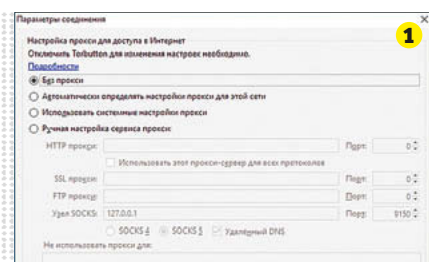 Параметры соединения
1
Настройка прокси для доступа в Интернет
Отключить Torbutton для изменения настроек необходимо.
Подробности
Без прокси
Автоматически определять настройки прокси для этой сети
Использовать системные настройки прокси
Ручная настройка сервиса прокси:
HTTP прокси: Порт: 0
Использовать этот прокси-сервер для всех протоколов
SSL прокси: Порт: 0
FTP прокси: Порт: 0
Узел SOCKS: 127.0.0.1 Порт: 9150
SOCKS 4 SOCKS 5 Удалённый DNS
Не использовать прокси для: